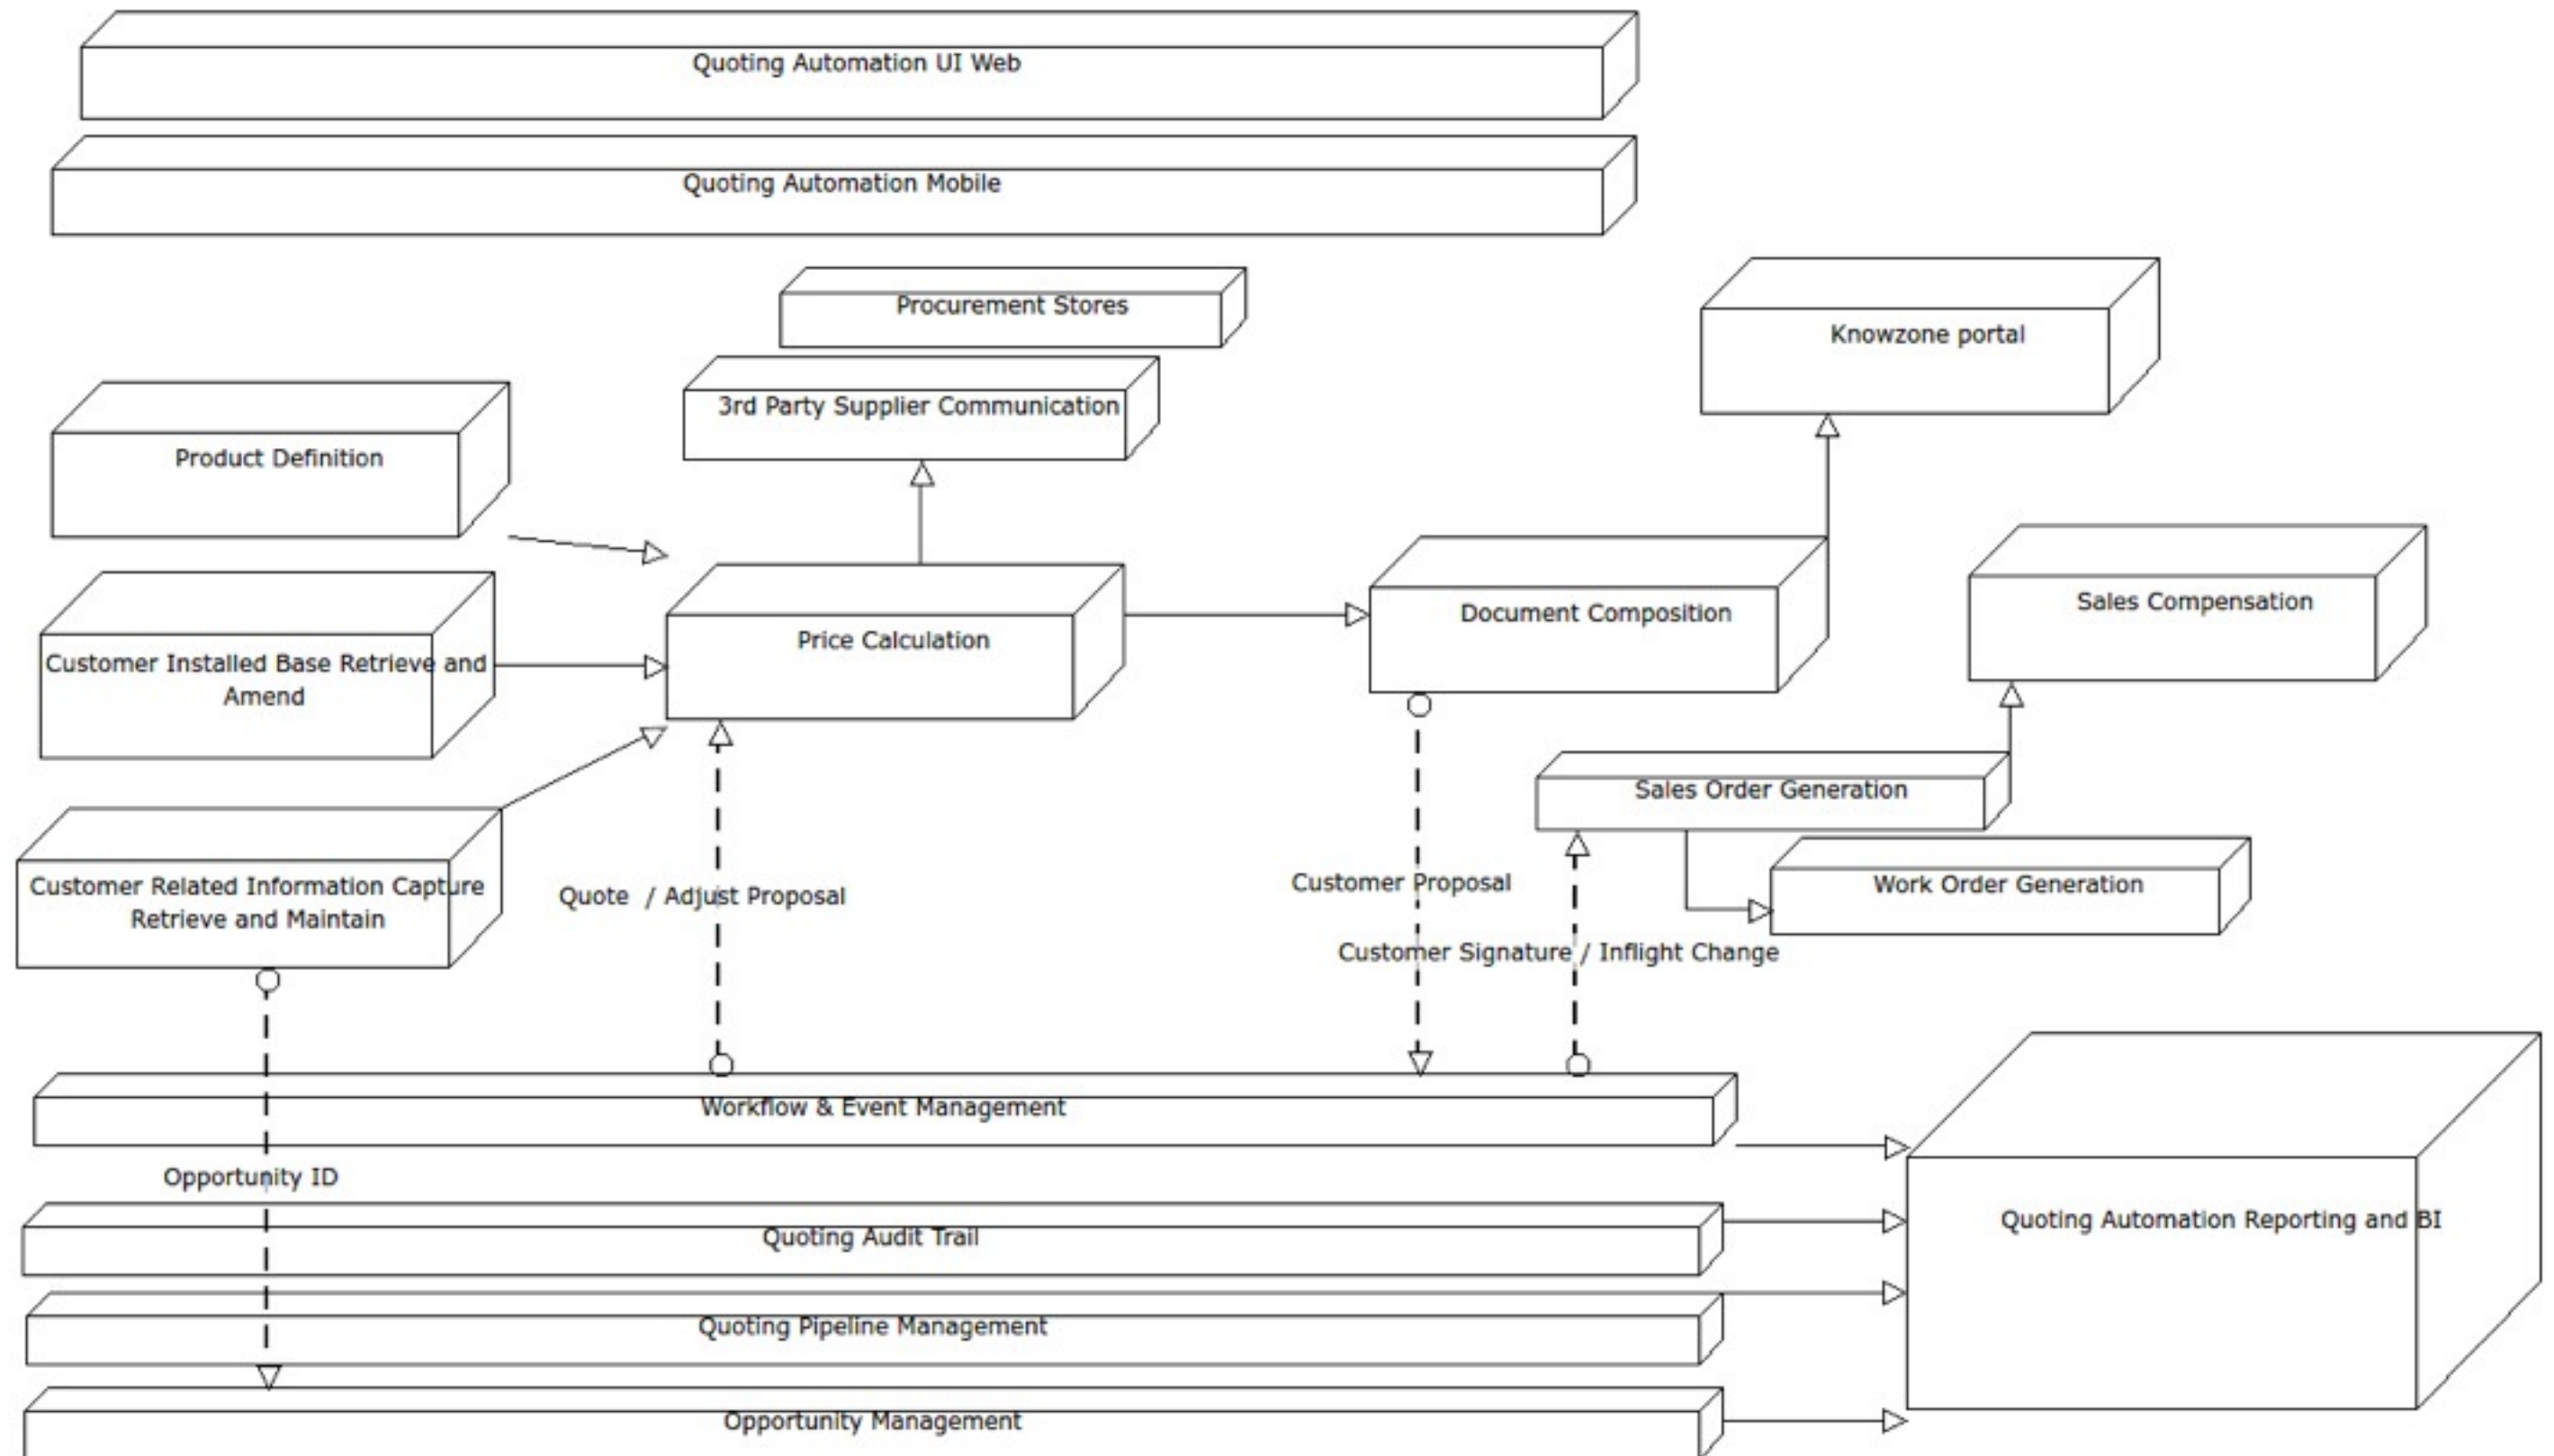 Quoting Automation UI Web
Quoting Automation Mobile
Procurement Stores
Knowzone portal
3rd Party Supplier Communication
Product Definition
Sales Compensation
Document Composition
Price Calculation
Customer Installed Base Retrieve and
Amend
Sales Order Generation
Work Order Generation
Customer Related Information Capture
Retrieve and Maintain
Quote / Adjust Proposal
Customer Proposal
Customer Signature / Inflight Change
Workflow & Event Management
Opportunity ID
Quoting Automation Reporting and BI
Quoting Audit Trail
Quoting Pipeline Management
Opportunity Management